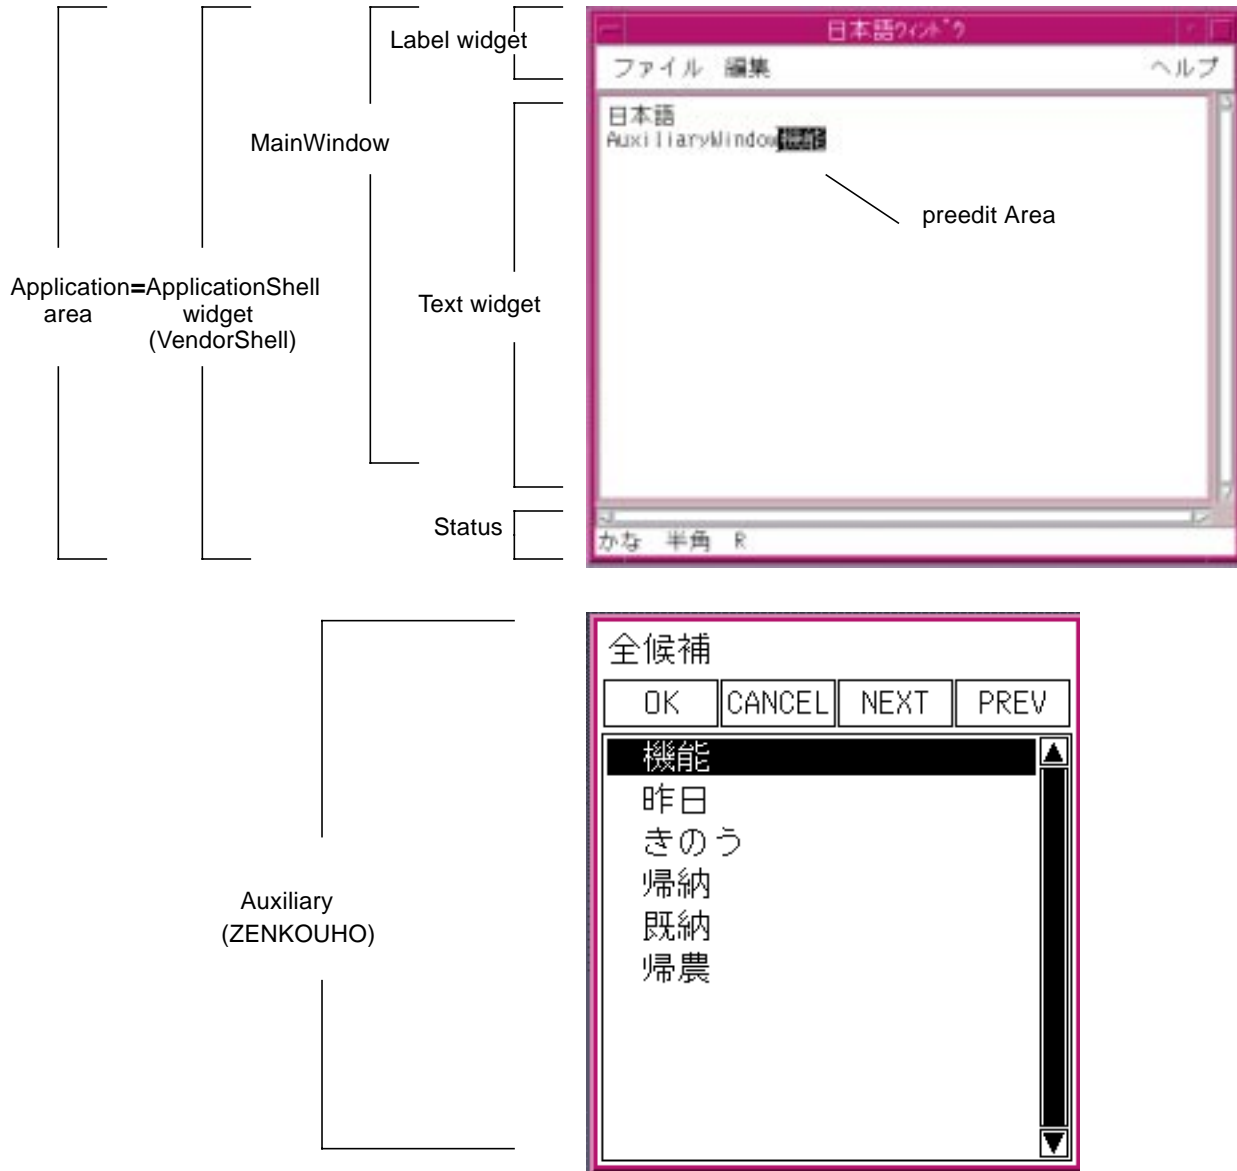 Label widget
MainWindow
Application=ApplicationShell
area
widget
(VendorShell)
Text widget
Status
日本語ウィンドウ
ファイル 編集 ヘルプ
日本語
AuxiliaryWindow機能
preedit Area
かな 半角 R
Auxiliary
(ZENKOUHO)
全候補
OK CANCEL NEXT PREV
機能
昨日
きのう
帰納
既納
帰農